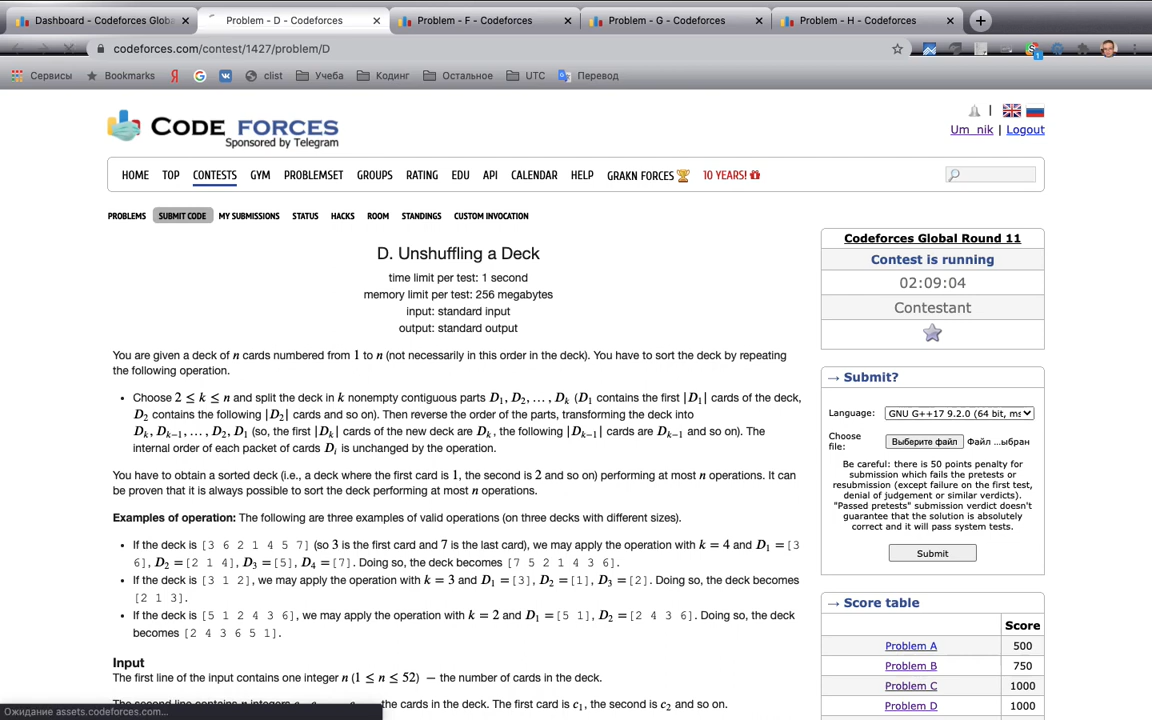 Dashboard - Codeforces Globa
Problem - D - Codeforces
Problem - F - Codeforces
Problem - G - Codeforces
Problem - H - Codeforces
codeforces.com/contest/1427/problem/D
Сервисы Bookmarks clist Учеба Кодинг Остальное UTC Перевод
CODE FORCES
Sponsored by Telegram
Um_nik | Logout
HOME TOP CONTESTS GYM PROBLEMSET GROUPS RATING EDU API CALENDAR HELP GRAKN FORCES 10 YEARS!
PROBLEMS SUBMIT CODE MY SUBMISSIONS STATUS HACKS ROOM STANDINGS CUSTOM INVOCATION
D. Unshuffling a Deck
time limit per test: 1 second
memory limit per test: 256 megabytes
input: standard input
output: standard output
You are given a deck of n cards numbered from 1 to n (not necessarily in this order in the deck). You have to sort the deck by repeating
the following operation.
• Choose 2 ≤ k ≤ n and split the deck in k nonempty contiguous parts D₁, D₂, … , Dₖ (D₁ contains the first |D₁| cards of the deck,
D₂ contains the following |D₂| cards and so on). Then reverse the order of the parts, transforming the deck into
Dₖ, Dₖ₋₁, … , D₂, D₁ (so, the first |Dₖ| cards of the new deck are Dₖ, the following |Dₖ₋₁| cards are Dₖ₋₁ and so on). The
internal order of each packet of cards Dᵢ is unchanged by the operation.
You have to obtain a sorted deck (i.e., a deck where the first card is 1, the second is 2 and so on) performing at most n operations. It can
be proven that it is always possible to sort the deck performing at most n operations.
Examples of operation: The following are three examples of valid operations (on three decks with different sizes).
• If the deck is [3 6 2 1 4 5 7] (so 3 is the first card and 7 is the last card), we may apply the operation with k = 4 and D₁ =[3
6], D₂ =[2 1 4], D₃ =[5], D₄ =[7]. Doing so, the deck becomes [7 5 2 1 4 3 6].
• If the deck is [3 1 2], we may apply the operation with k = 3 and D₁ =[3], D₂ =[1], D₃ =[2]. Doing so, the deck becomes
[2 1 3].
• If the deck is [5 1 2 4 3 6], we may apply the operation with k = 2 and D₁ =[5 1], D₂ =[2 4 3 6]. Doing so, the deck
becomes [2 4 3 6 5 1].
Input
The first line of the input contains one integer n (1 ≤ n ≤ 52) — the number of cards in the deck.
the cards in the deck. The first card is c₁, the second is c₂ and so on.
Ожидание assets.codeforces.com...
Codeforces Global Round 11
Contest is running
02:09:04
Contestant
→ Submit?
Language: GNU G++17 9.2.0 (64 bit, ms
Choose
file: Выберите файл Файл ...ыбран
Be careful: there is 50 points penalty for
submission which fails the pretests or
resubmission (except failure on the first test,
denial of judgement or similar verdicts).
"Passed pretests" submission verdict doesn't
guarantee that the solution is absolutely
correct and it will pass system tests.
Submit
→ Score table
Score
Problem A 500
Problem B 750
Problem C 1000
Problem D 1000